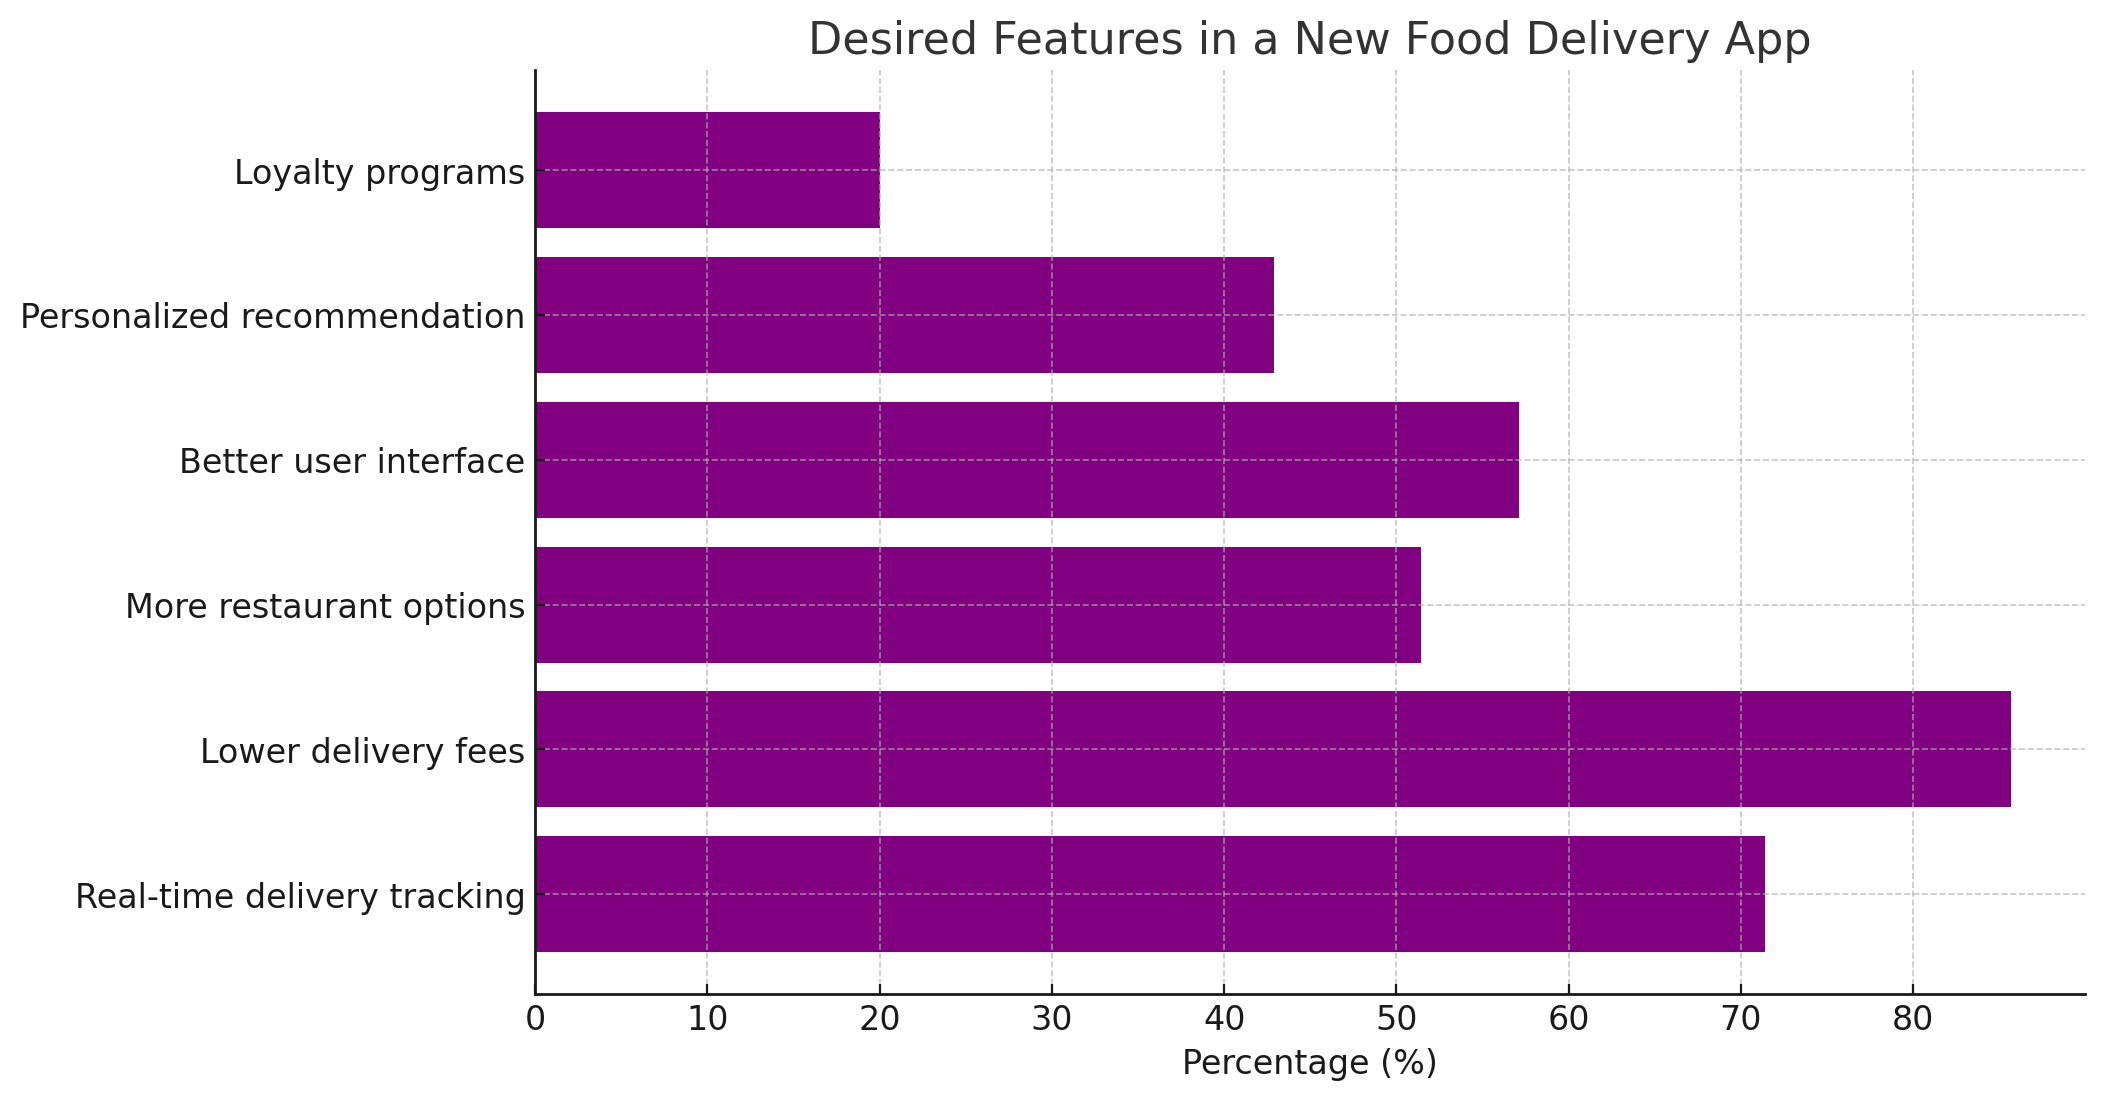 Desired Features in a New Food Delivery App
Loyalty programs
Personalized recommendation
Better user interface
More restaurant options
Lower delivery fees
Real-time delivery tracking
0 10 20 30 40 50 60 70 80
Percentage (%)